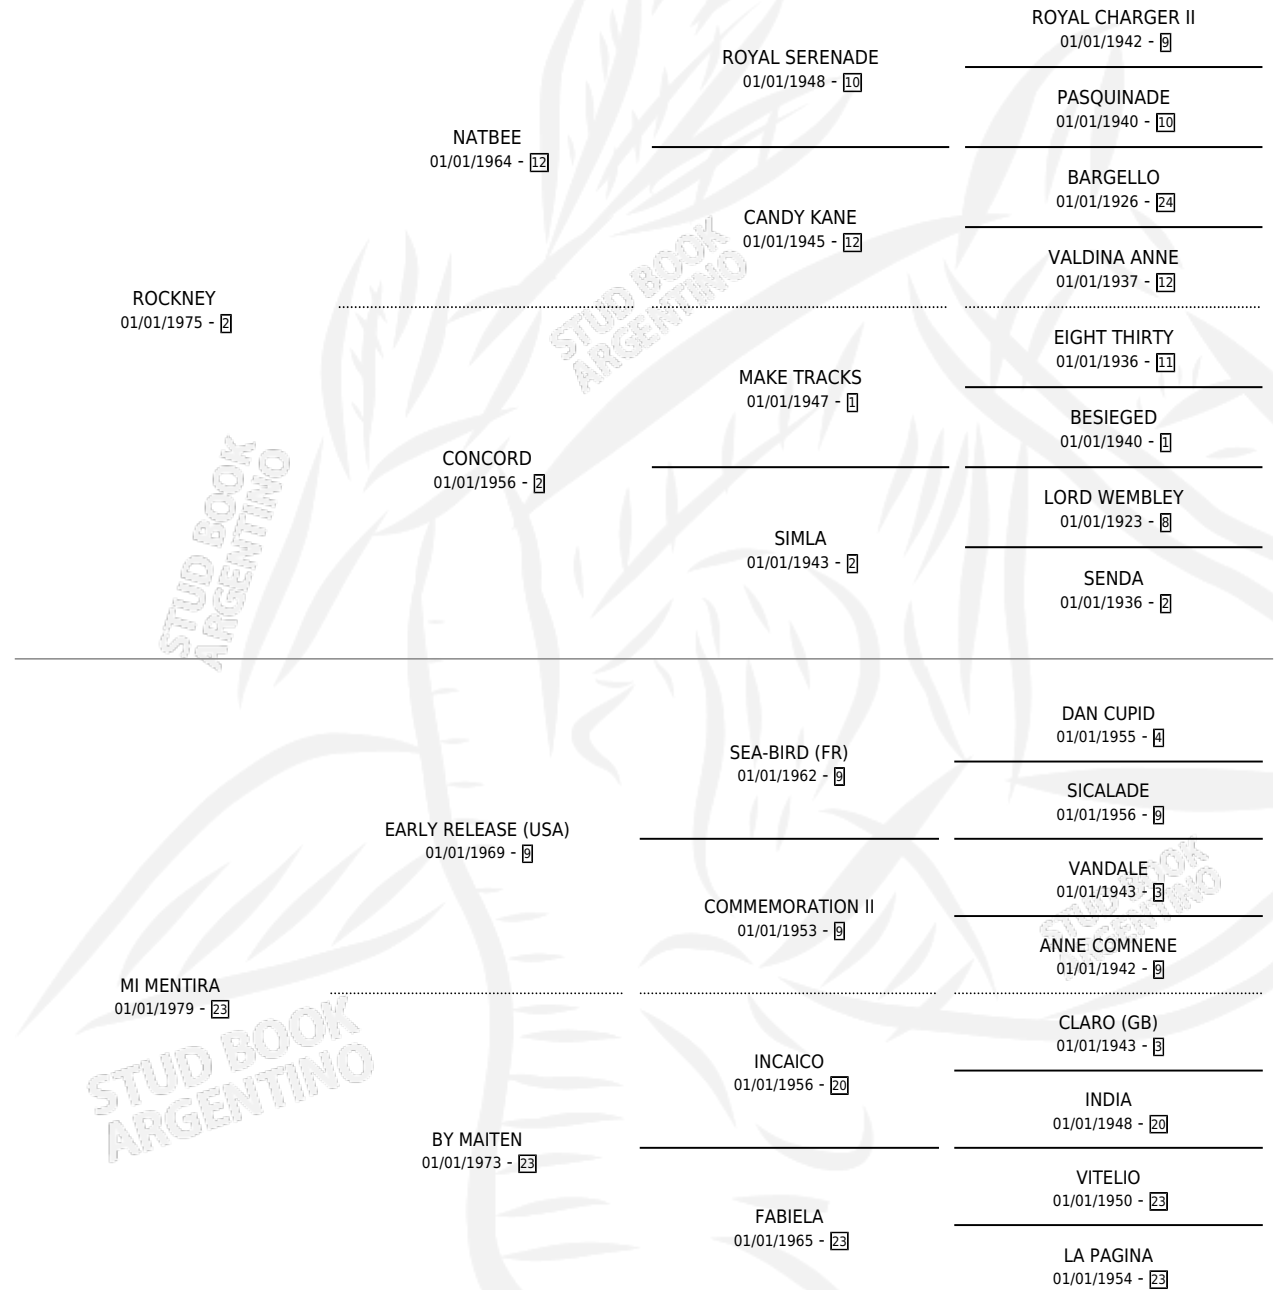 ROYAL CHARGER II
01/01/1942 - 9
ROYAL SERENADE
01/01/1948 - 10
PASQUINADE
01/01/1940 - 10
NATBEE
01/01/1964 - 12
BARGELLO
01/01/1926 - 24
CANDY KANE
01/01/1945 - 12
VALDINA ANNE
01/01/1937 - 12
ROCKNEY
01/01/1975 - 2
STUD BOOK
ARGENTINO
EIGHT THIRTY
01/01/1936 - 11
MAKE TRACKS
01/01/1947 - 1
BESIEGED
01/01/1940 - 1
CONCORD
01/01/1956 - 2
LORD WEMBLEY
01/01/1923 - 8
SIMLA
01/01/1943 - 2
SENDA
01/01/1936 - 2
STUD BOOK
ARGENTINO
DAN CUPID
01/01/1955 - 4
SEA-BIRD (FR)
01/01/1962 - 9
SICALADE
01/01/1956 - 9
EARLY RELEASE (USA)
01/01/1969 - 9
VANDALE
01/01/1943 - 3
COMMEMORATION II
01/01/1953 - 9
STUD BOOK
ARGENTINO
ANNE COMNENE
01/01/1942 - 9
MI MENTIRA
01/01/1979 - 23
STUD BOOK
ARGENTINO
CLARO (GB)
01/01/1943 - 3
INCAICO
01/01/1956 - 20
INDIA
01/01/1948 - 20
BY MAITEN
01/01/1973 - 23
VITELIO
01/01/1950 - 23
FABIELA
01/01/1965 - 23
LA PAGINA
01/01/1954 - 23